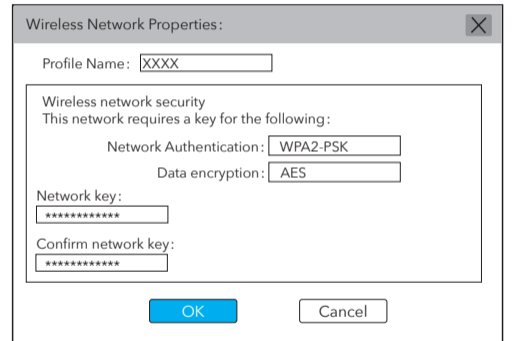 Wireless Network Properties:
Profile Name: XXXX
Wireless network security
This network requires a key for the following:
Network Authentication: WPA2-PSK
Data encryption: AES
Network key:
************
Confirm network key:
************
OK Cancel